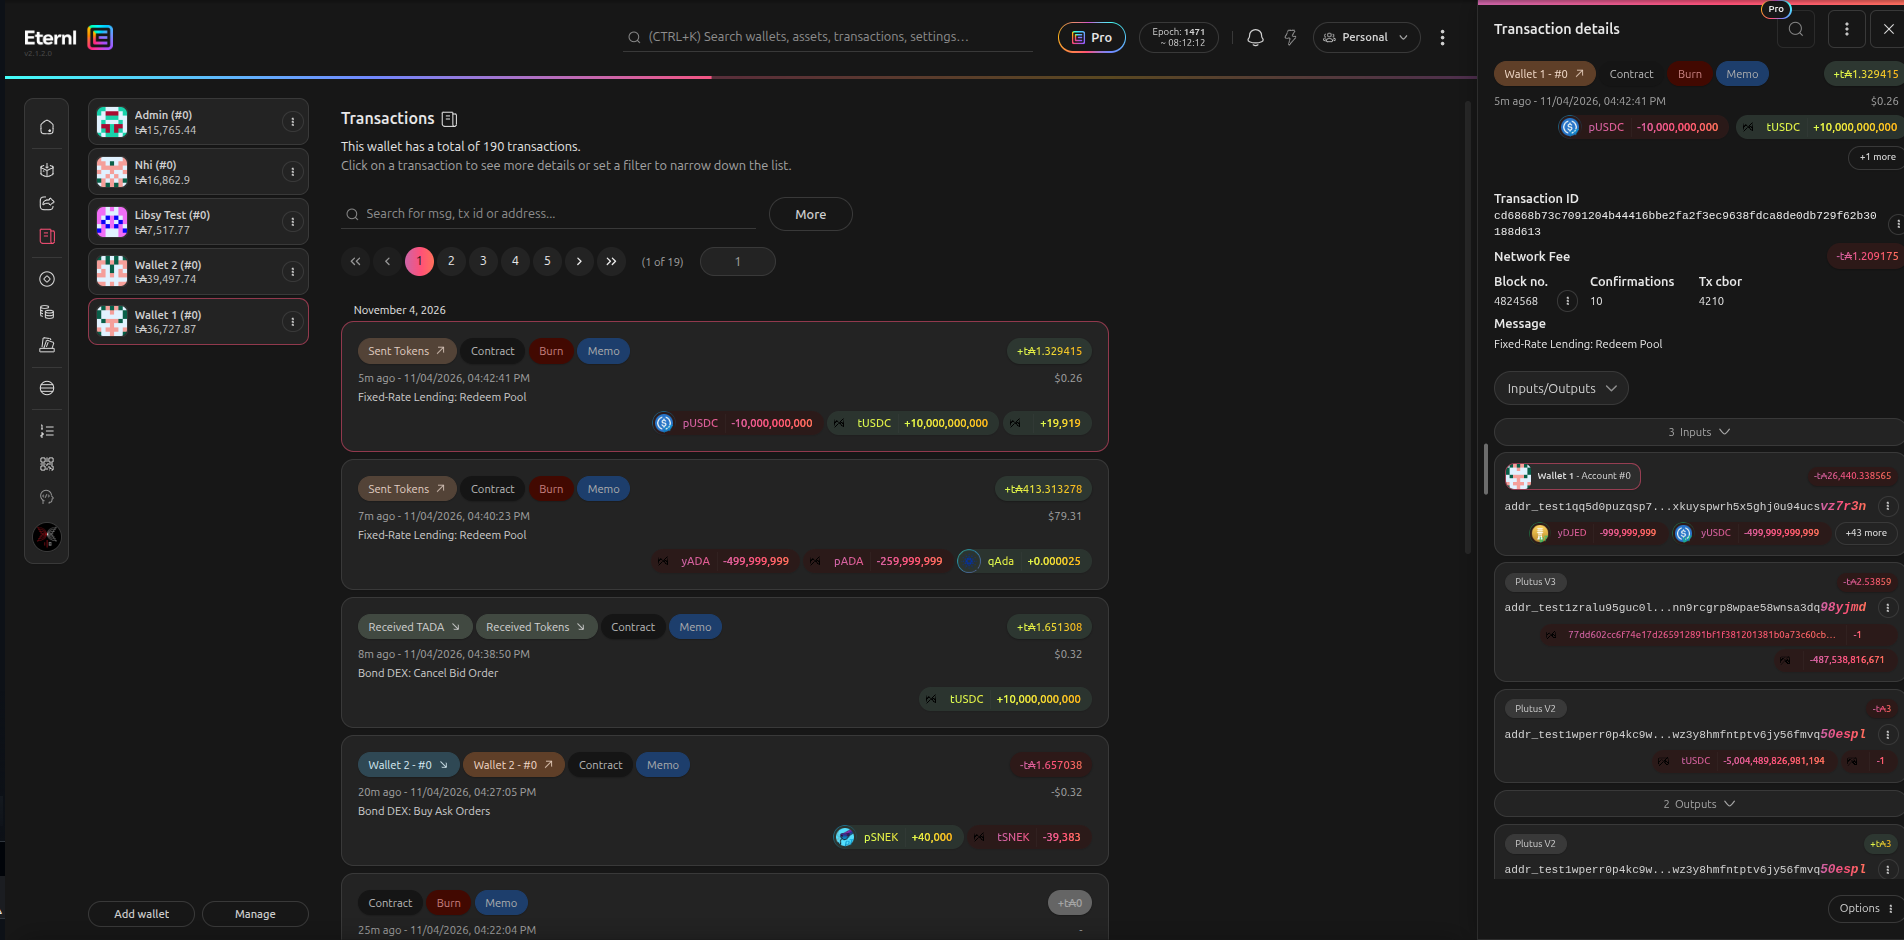 Eternl
v2.1.2.0
(CTRL+K) Search wallets, assets, transactions, settings...
Pro
Epoch: 1471
~ 08:12:12
Personal
Admin (#0)
t₳15,765.44
Nhi (#0)
t₳16,862.9
Libsy Test (#0)
t₳7,517.77
Wallet 2 (#0)
t₳39,497.74
Wallet 1 (#0)
t₳36,727.87
Add wallet
Manage
Transactions
This wallet has a total of 190 transactions.
Click on a transaction to see more details or set a filter to narrow down the list.
Search for msg, tx id or address...
More
1 2 3 4 5 (1 of 19) 1
November 4, 2026
Sent Tokens Contract Burn Memo +t₳1.329415
5m ago - 11/04/2026, 04:42:41 PM $0.26
Fixed-Rate Lending: Redeem Pool
pUSDC -10,000,000,000 tUSDC +10,000,000,000 +19,919
Sent Tokens Contract Burn Memo +t₳413.313278
7m ago - 11/04/2026, 04:40:23 PM $79.31
Fixed-Rate Lending: Redeem Pool
yADA -499,999,999 pADA -259,999,999 qAda +0.000025
Received TADA Received Tokens Contract Memo +t₳1.651308
8m ago - 11/04/2026, 04:38:50 PM $0.32
Bond DEX: Cancel Bid Order
tUSDC +10,000,000,000
Wallet 2 - #0 Wallet 2 - #0 Contract Memo -t₳1.657038
20m ago - 11/04/2026, 04:27:05 PM -$0.32
Bond DEX: Buy Ask Orders
pSNEK +40,000 tSNEK -39,383
Contract Burn Memo +t₳0
25m ago - 11/04/2026, 04:22:04 PM -
Pro
Transaction details
Wallet 1 - #0 Contract Burn Memo +t₳1.329415
5m ago - 11/04/2026, 04:42:41 PM $0.26
pUSDC -10,000,000,000 tUSDC +10,000,000,000
+1 more
Transaction ID
cd6868b73c7091204b44416bbe2fa2f3ec9638fdca8de0db729f62b30
188d613
Network Fee -t₳1.209175
Block no. Confirmations Tx cbor
4824568 10 4210
Message
Fixed-Rate Lending: Redeem Pool
Inputs/Outputs
3 Inputs
Wallet 1 - Account #0 -t₳26,440.338565
addr_test1qq5d0puzqsp7...xkuyspwrh5x5ghj0u94ucsvz7r3n
yDJED -999,999,999 yUSDC -499,999,999,999 +43 more
Plutus V3 -t₳2.53859
addr_test1zralu95guc0l...nn9rcgrp8wpae58wnsa3dq98yjmd
77dd602cc6f74e17d265912891bf1f381201381b0a73c60cb... -1
-487,538,816,671
Plutus V2 -t₳3
addr_test1wperr0p4kc9w...wz3y8hmfntptv6jy56fmvq50espl
tUSDC -5,004,489,826,981,194 -1
2 Outputs
Plutus V2 +t₳3
addr_test1wperr0p4kc9w...wz3y8hmfntptv6jy56fmvq50espl
Options